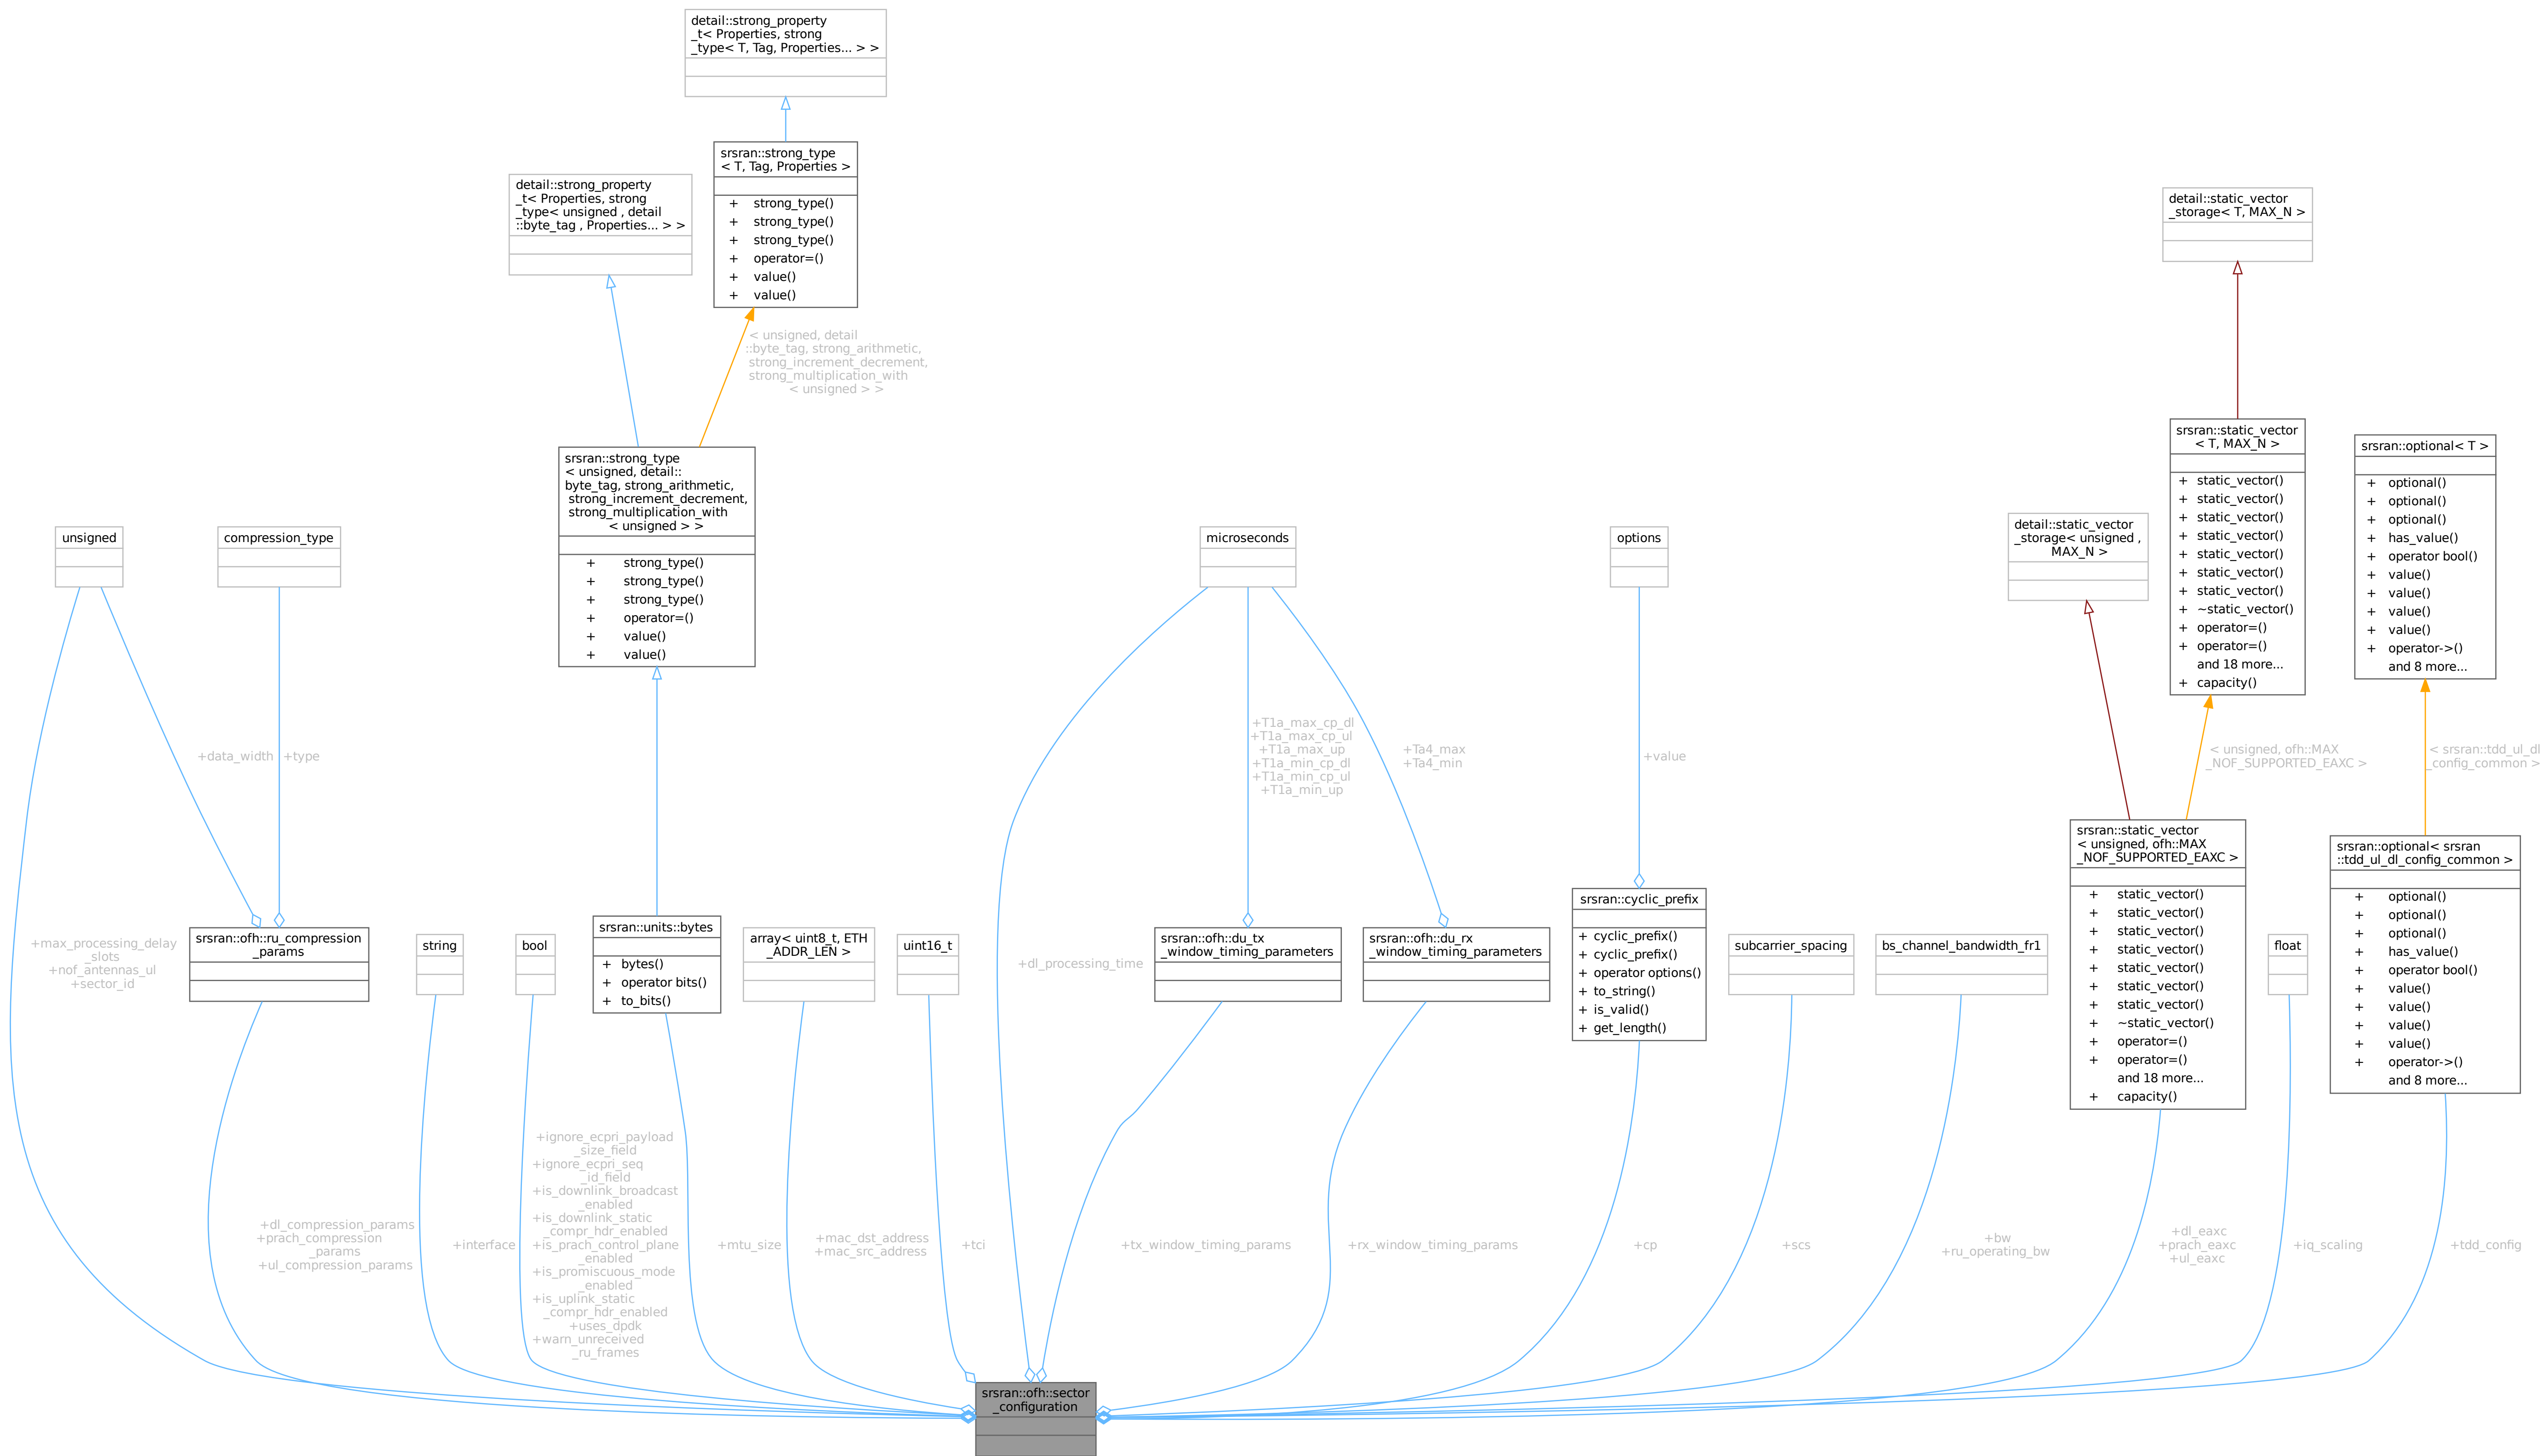 detail::strong_property
_t< Properties, strong
_type< T, Tag, Properties... > >
srsran::strong_type
< T, Tag, Properties >
+ strong_type()
+ strong_type()
+ strong_type()
+ operator=()
+ value()
+ value()
detail::strong_property
_t< Properties, strong
_type< unsigned , detail
::byte_tag , Properties... > >
detail::static_vector
_storage< T, MAX_N >
< unsigned, detail
::byte_tag, strong_arithmetic,
strong_increment_decrement,
strong_multiplication_with
< unsigned > >
srsran::strong_type
< unsigned, detail::
byte_tag, strong_arithmetic,
strong_increment_decrement,
strong_multiplication_with
< unsigned > >
+ strong_type()
+ strong_type()
+ strong_type()
+ operator=()
+ value()
+ value()
srsran::static_vector
< T, MAX_N >
+ static_vector()
+ static_vector()
+ static_vector()
+ static_vector()
+ static_vector()
+ static_vector()
+ static_vector()
+ ~static_vector()
+ operator=()
+ operator=()
and 18 more...
+ capacity()
srsran::optional< T >
+ optional()
+ optional()
+ optional()
+ has_value()
+ operator bool()
+ value()
+ value()
+ value()
+ value()
+ operator->()
and 8 more...
unsigned
compression_type
microseconds
options
detail::static_vector
_storage< unsigned ,
MAX_N >
+data_width
+type
+T1a_max_cp_dl
+T1a_max_cp_ul
+T1a_max_up
+T1a_min_cp_dl
+T1a_min_cp_ul
+T1a_min_up
+Ta4_max
+Ta4_min
+value
< unsigned, ofh::MAX
_NOF_SUPPORTED_EAXC >
< srsran::tdd_ul_dl
_config_common >
+max_processing_delay
_slots
+nof_antennas_ul
+sector_id
srsran::ofh::ru_compression
_params
string
bool
srsran::units::bytes
+ bytes()
+ operator bits()
+ to_bits()
array< uint8_t, ETH
_ADDR_LEN >
uint16_t
+dl_processing_time
srsran::ofh::du_tx
_window_timing_parameters
srsran::ofh::du_rx
_window_timing_parameters
srsran::cyclic_prefix
+ cyclic_prefix()
+ cyclic_prefix()
+ operator options()
+ to_string()
+ is_valid()
+ get_length()
subcarrier_spacing
bs_channel_bandwidth_fr1
srsran::static_vector
< unsigned, ofh::MAX
_NOF_SUPPORTED_EAXC >
+ static_vector()
+ static_vector()
+ static_vector()
+ static_vector()
+ static_vector()
+ static_vector()
+ static_vector()
+ ~static_vector()
+ operator=()
+ operator=()
and 18 more...
+ capacity()
float
srsran::optional< srsran
::tdd_ul_dl_config_common >
+ optional()
+ optional()
+ optional()
+ has_value()
+ operator bool()
+ value()
+ value()
+ value()
+ value()
+ operator->()
and 8 more...
+dl_compression_params
+prach_compression
_params
+ul_compression_params
+interface
+ignore_ecpri_payload
_size_field
+ignore_ecpri_seq
_id_field
+is_downlink_broadcast
_enabled
+is_downlink_static
_compr_hdr_enabled
+is_prach_control_plane
_enabled
+is_promiscuous_mode
_enabled
+is_uplink_static
_compr_hdr_enabled
+uses_dpdk
+warn_unreceived
_ru_frames
+mtu_size
+mac_dst_address
+mac_src_address
+tci
+tx_window_timing_params
+rx_window_timing_params
+cp
+scs
+bw
+ru_operating_bw
+dl_eaxc
+prach_eaxc
+ul_eaxc
+iq_scaling
+tdd_config
srsran::ofh::sector
_configuration